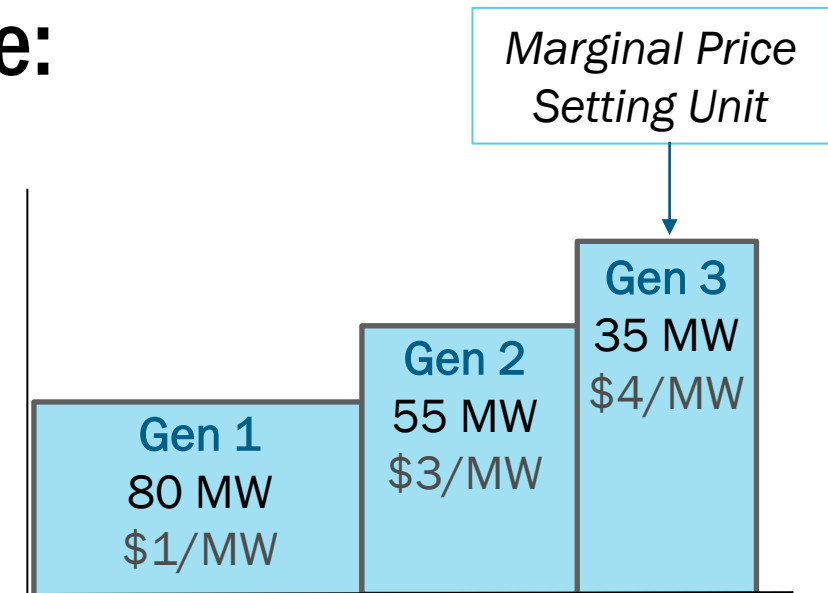 e:
Marginal Price
Setting Unit
Gen 1
80 MW
$1/MW
Gen 2
55 MW
$3/MW
Gen 3
35 MW
$4/MW